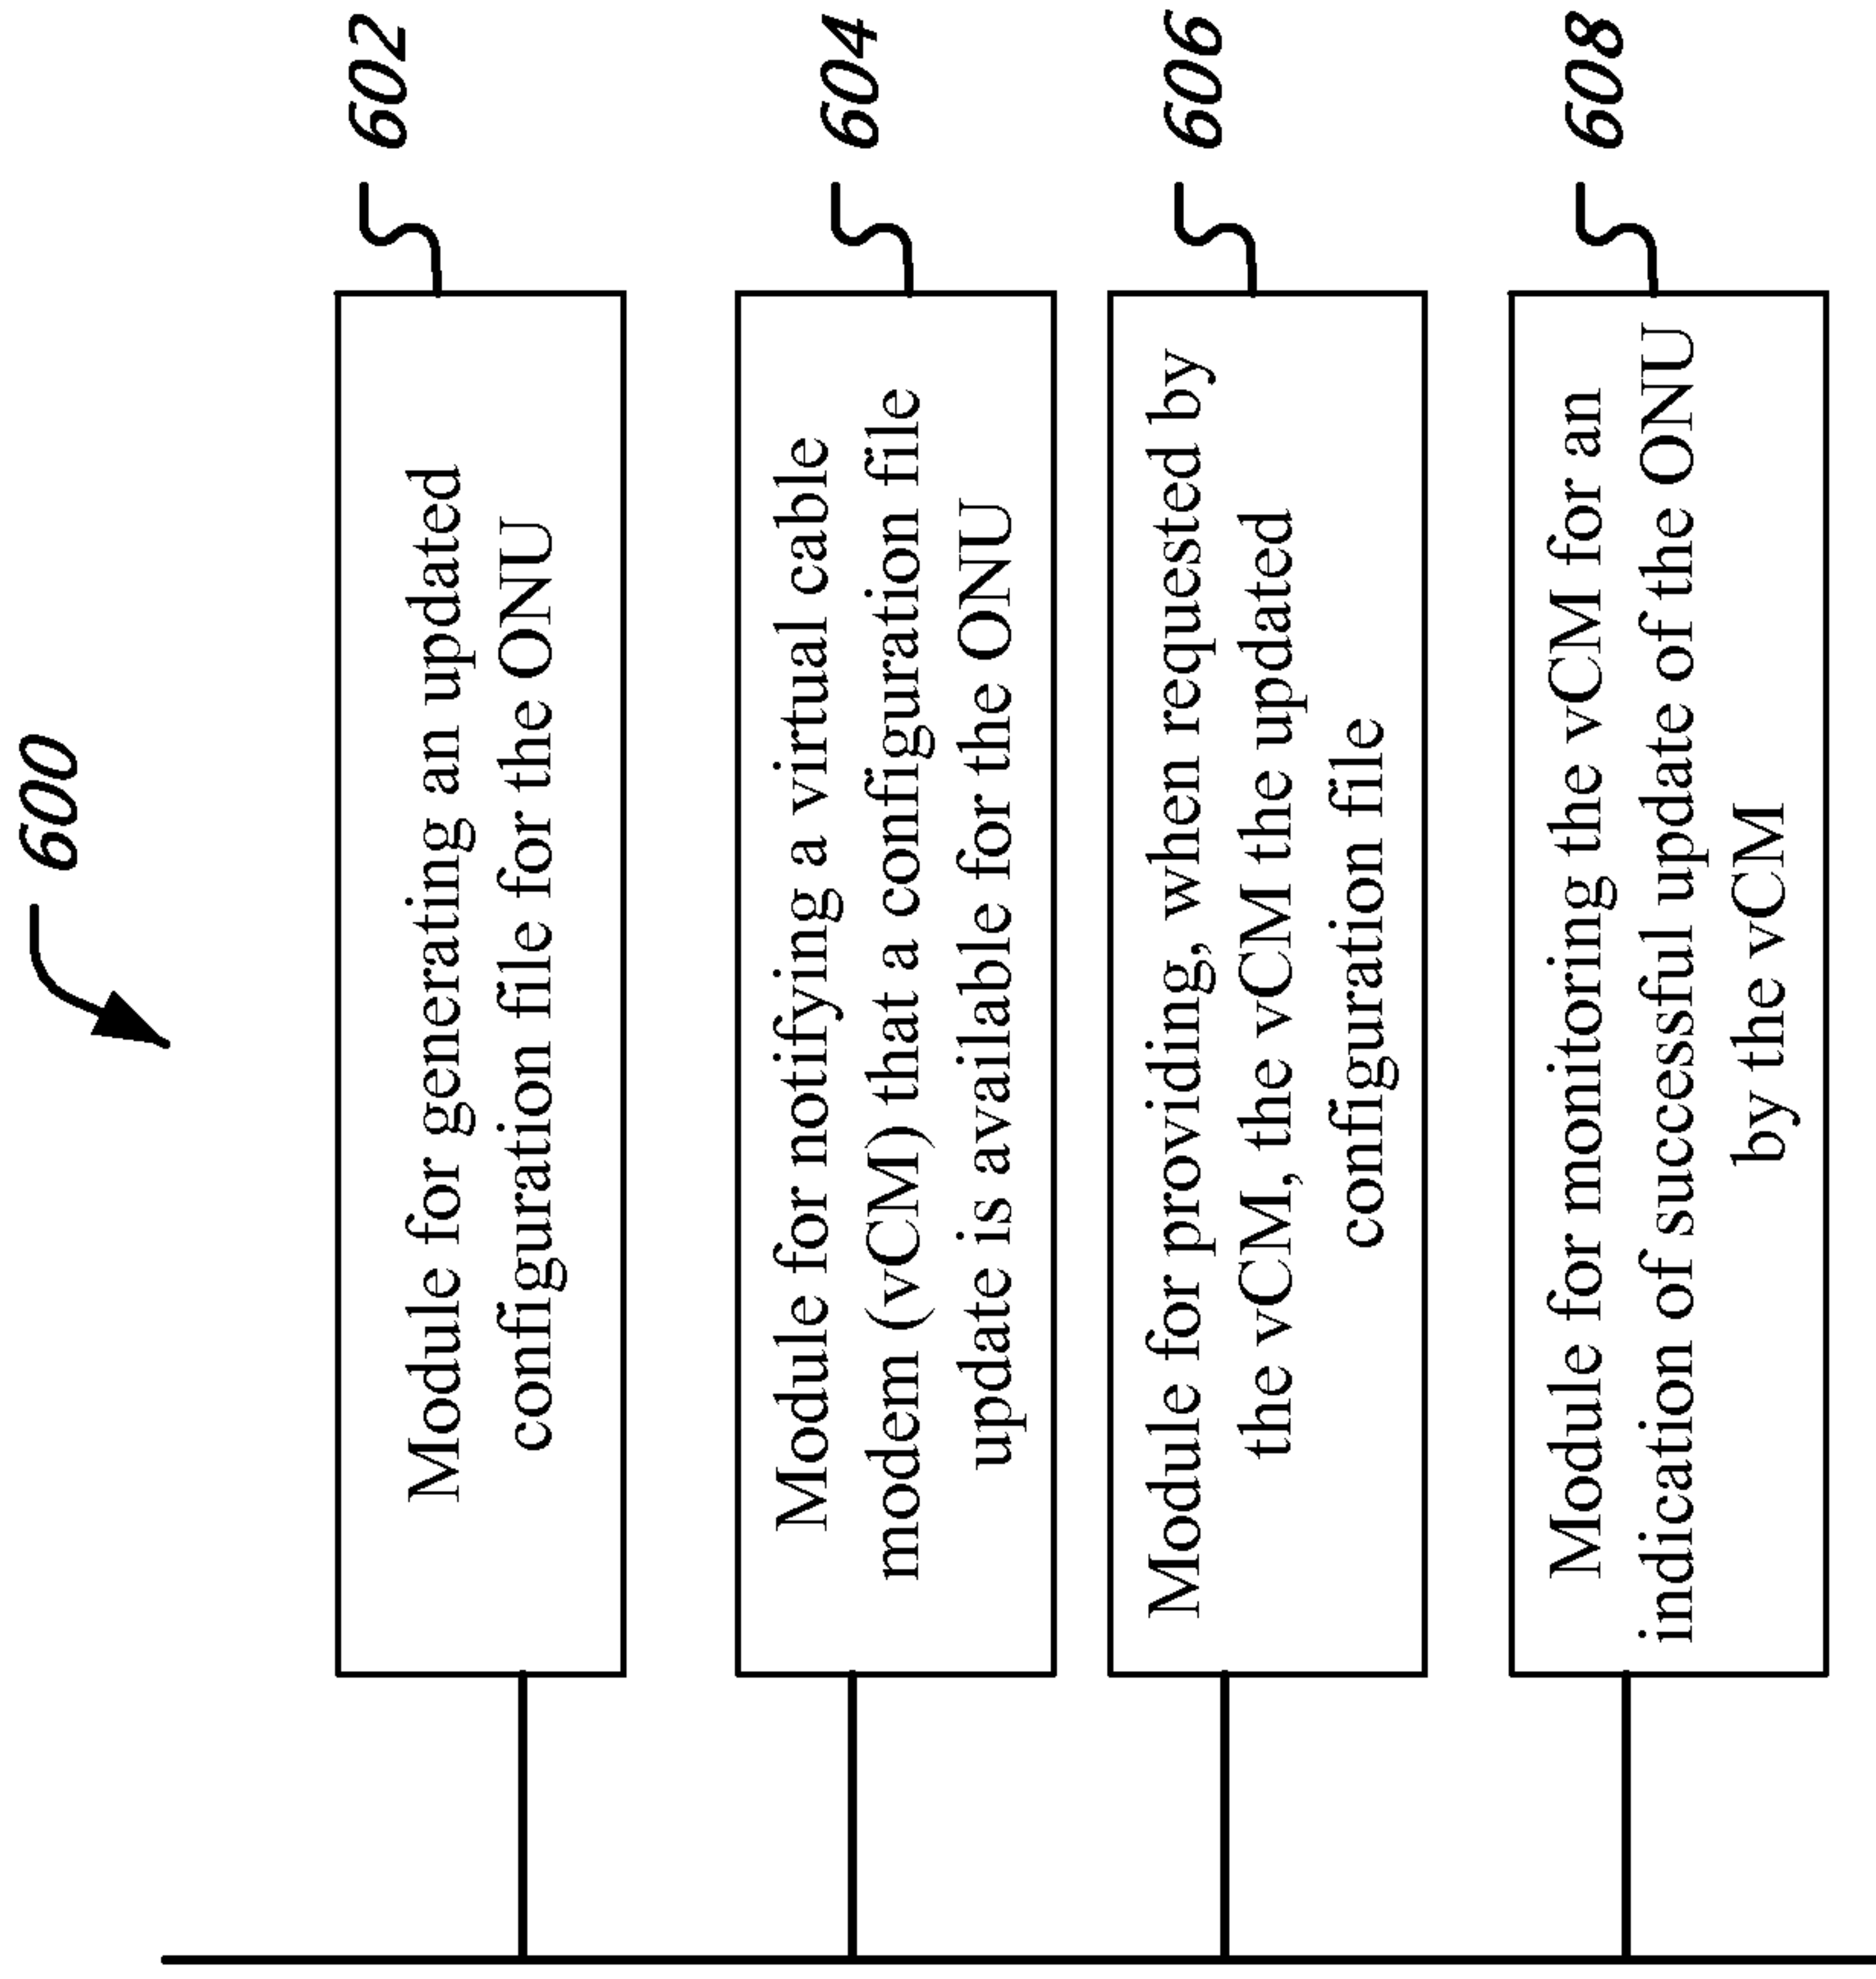 600
602
Module for generating an updated
configuration file for the ONU
604
Module for notifying a virtual cable
modem (vCM) that a configuration file
update is available for the ONU
606
Module for providing, when requested by
the vCM, the vCM the updated
configuration file
608
Module for monitoring the vCM for an
indication of successful update of the ONU
by the vCM